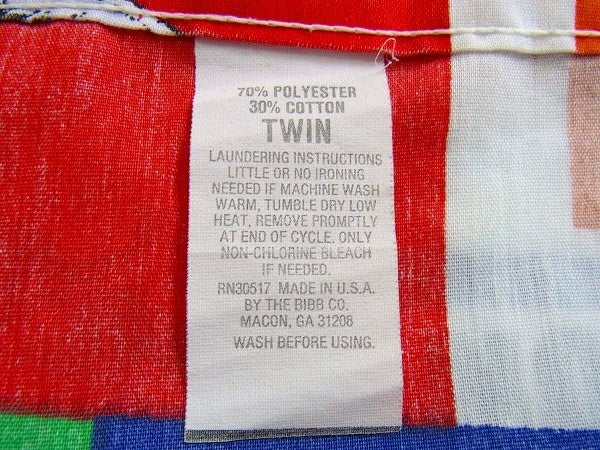 70% POLYESTER
30% COTTON
TWIN
LAUNDERING INSTRUCTIONS
LITTLE OR NO IRONING
NEEDED IF MACHINE WASH
WARM, TUMBLE DRY LOW
HEAT, REMOVE PROMPTLY
AT END OF CYCLE. ONLY
NON-CHLORINE BLEACH
IF NEEDED.
RN30517 MADE IN U.S.A.
BY THE BIBB CO.
MACON, GA 31208
WASH BEFORE USING.